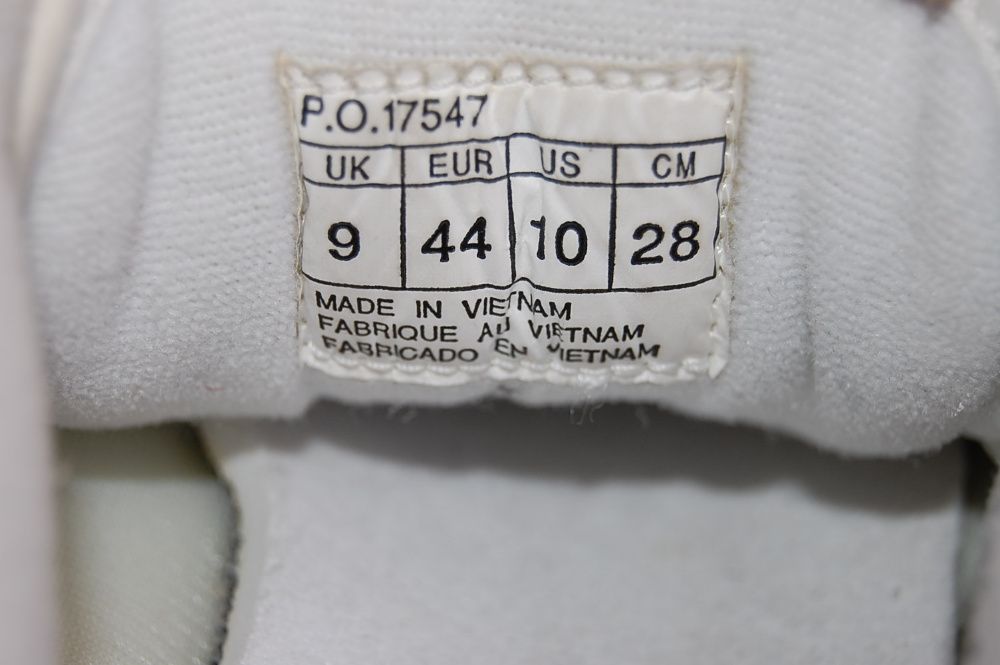 P.O.17547
UK EUR US CM
9 44 10 28
MADE IN VIETNAM
FABRIQUE AU VIETNAM
FABRICADO EN VIETNAM